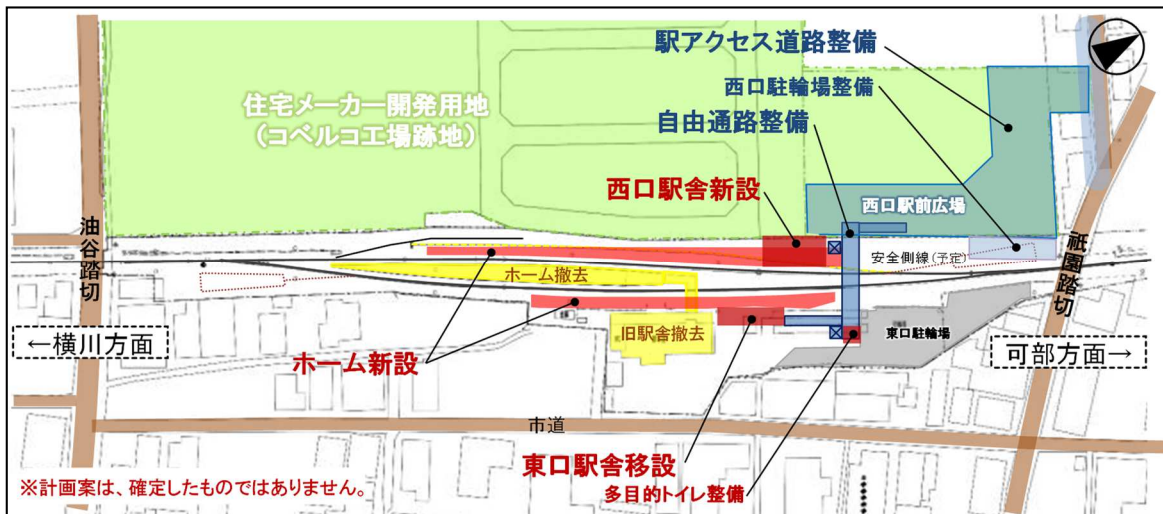 駅アクセス道路整備
西口駐輪場整備
自由通路整備
住宅メーカー開発用地
(コベルコ工場跡地)
西口駅舎新設
西口駅前広場
油谷踏切
安全側線(予定)
祇園踏切
ホーム撤去
旧駅舎撤去
東口駐輪場
←横川方面
可部方面→
ホーム新設
市道
東口駅舎移設
多目的トイレ整備
※計画案は、確定したものではありません。